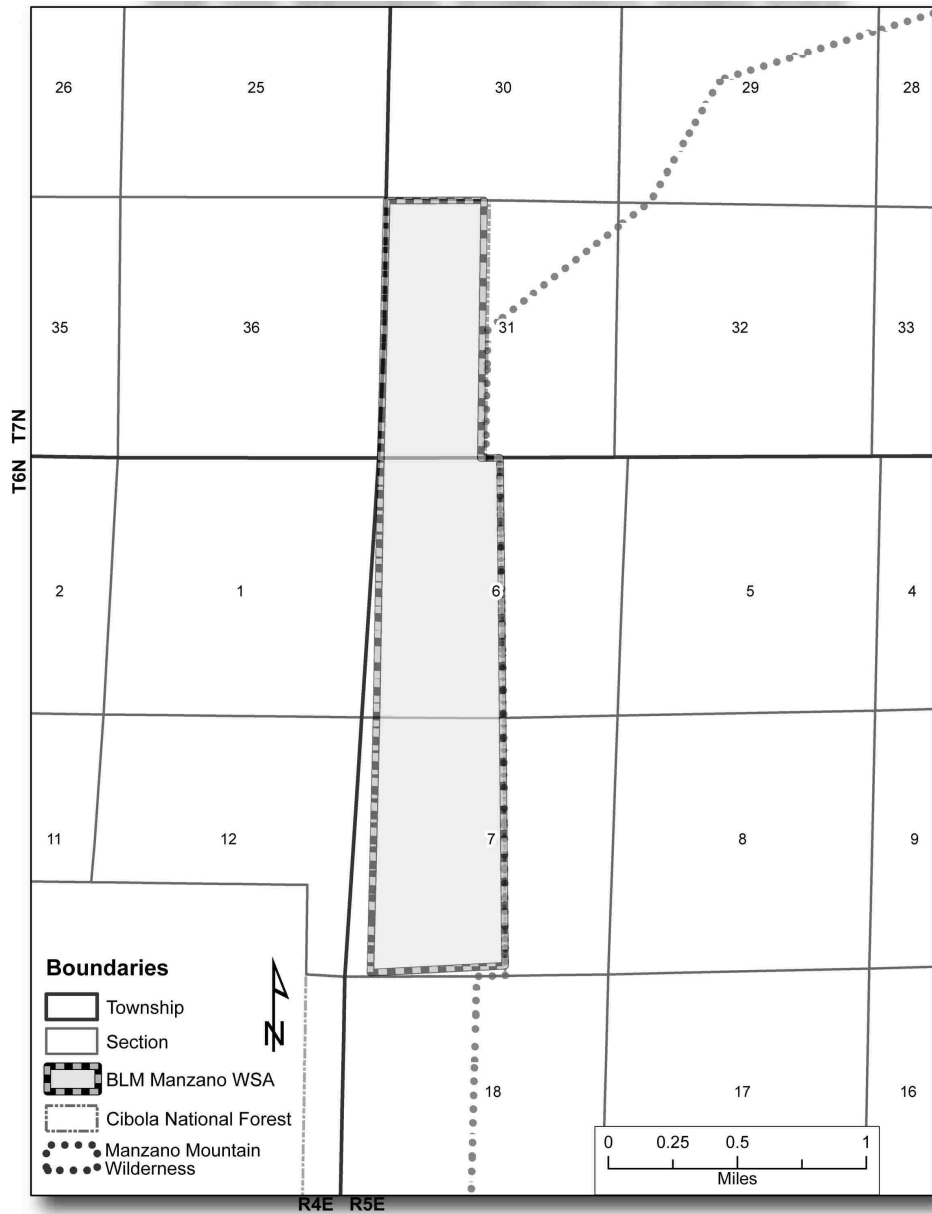 26 25 30 29 28
35 36 31 32 33
T7N
T6N
2 1 6 5 4
11 12 7 8 9
Boundaries
Township
Section
BLM Manzano WSA
Cibola National Forest
Manzano Mountain
Wilderness
N
18 17 16
0 0.25 0.5 1
Miles
R4E R5E